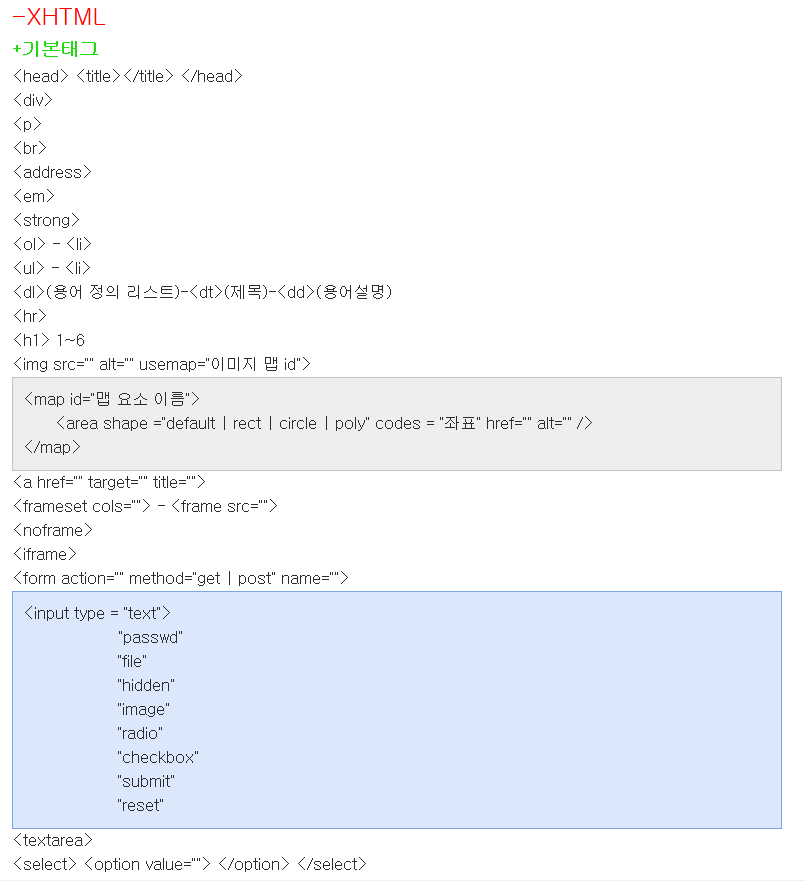 -XHTML
+기본태그
<head> <title></title> </head>
<div>
<p>
<br>
<address>
<em>
<strong>
<ol> - <li>
<ul> - <li>
<dl>(용어 정의 리스트)-<dt>(제목)-<dd>(용어설명)
<hr>
<h1> 1~6
<img src="" alt="" usemap="이미지 맵 id">
<map id="맵 요소 이름">
<area shape ="default | rect | circle | poly" codes = "좌표" href="" alt="" />
</map>
<a href="" target="" title="">
<frameset cols=""> - <frame src="">
<noframe>
<iframe>
<form action="" method="get | post" name="">
<input type = "text">
"passwd"
"file"
"hidden"
"image"
"radio"
"checkbox"
"submit"
"reset"
<textarea>
<select> <option value=""> </option> </select>